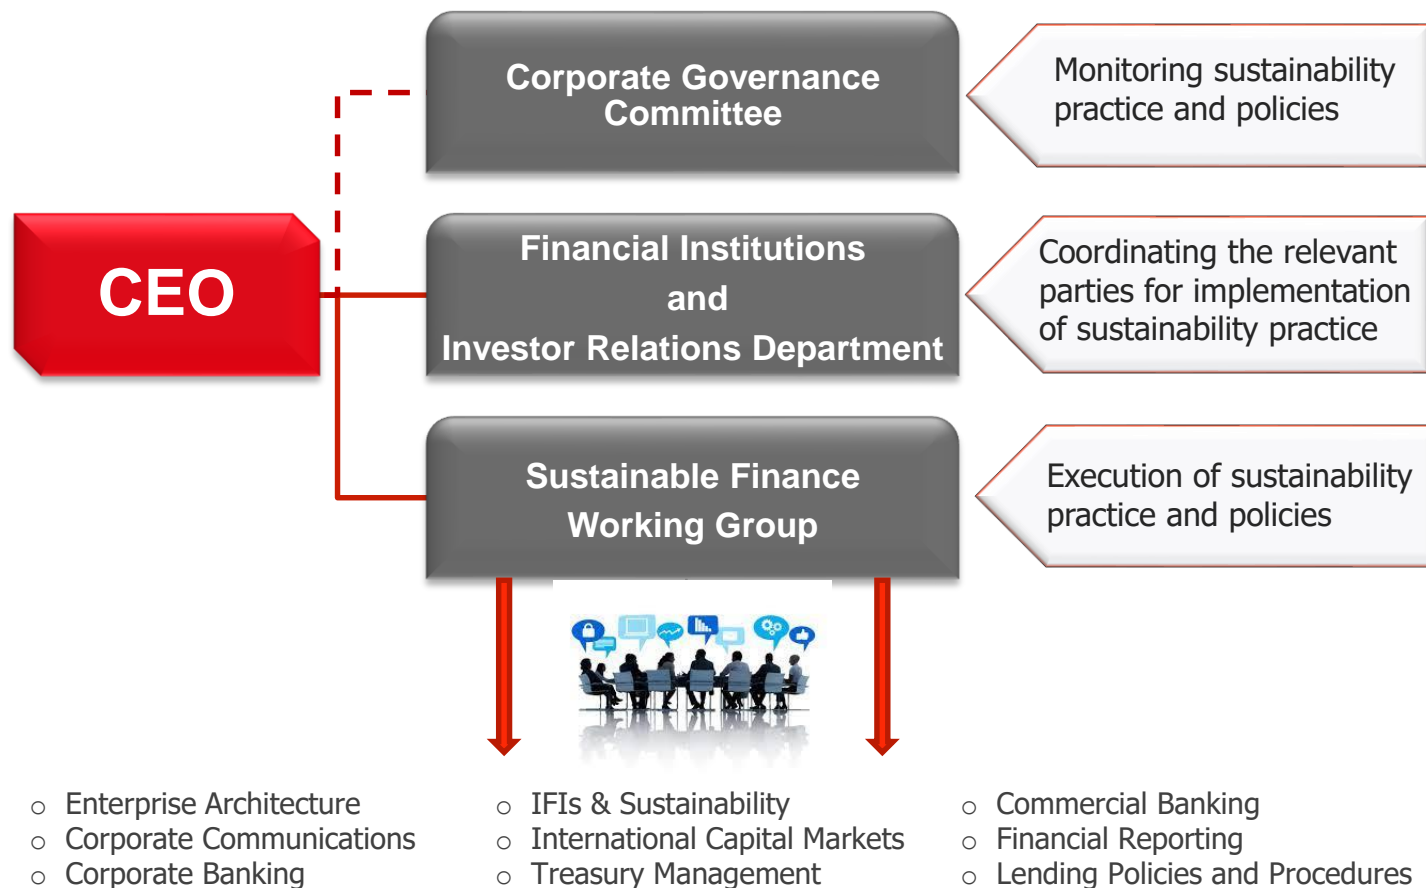 Corporate Governance
Committee
Monitoring sustainability
practice and policies
CEO
Financial Institutions
and
Investor Relations Department
Coordinating the relevant
parties for implementation
of sustainability practice
Sustainable Finance
Working Group
Execution of sustainability
practice and policies
o Enterprise Architecture
o Corporate Communications
o Corporate Banking
o IFIs & Sustainability
o International Capital Markets
o Treasury Management
o Commercial Banking
o Financial Reporting
o Lending Policies and Procedures